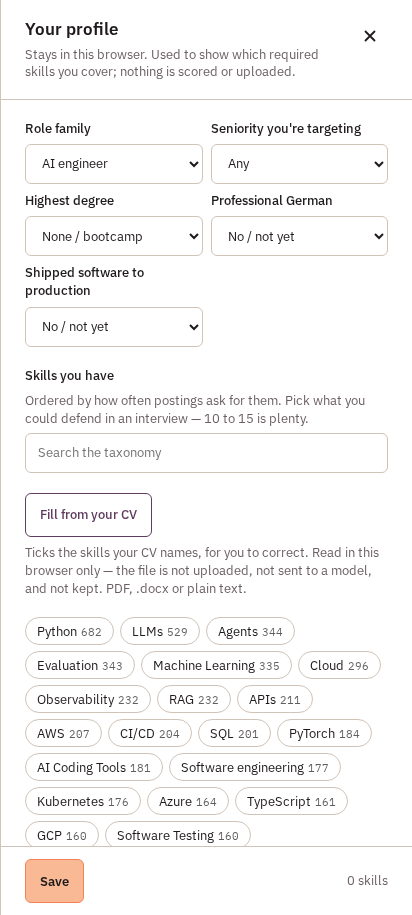 Your profile
Stays in this browser. Used to show which required
skills you cover; nothing is scored or uploaded.
Role family
Seniority you're targeting
AI engineer
Any
Highest degree
Professional German
None / bootcamp
No / not yet
Shipped software to
production
No / not yet
Skills you have
Ordered by how often postings ask for them. Pick what you
could defend in an interview — 10 to 15 is plenty.
Search the taxonomy
Fill from your CV
Ticks the skills your CV names, for you to correct. Read in this
browser only — the file is not uploaded, not sent to a model,
and not kept. PDF, .docx or plain text.
Python 682 LLMs 529 Agents 344
Evaluation 343 Machine Learning 335 Cloud 296
Observability 232 RAG 232 APIs 211
AWS 207 CI/CD 204 SQL 201 PyTorch 184
AI Coding Tools 181 Software engineering 177
Kubernetes 176 Azure 164 TypeScript 161
GCP 160 Software Testing 160
Save
0 skills